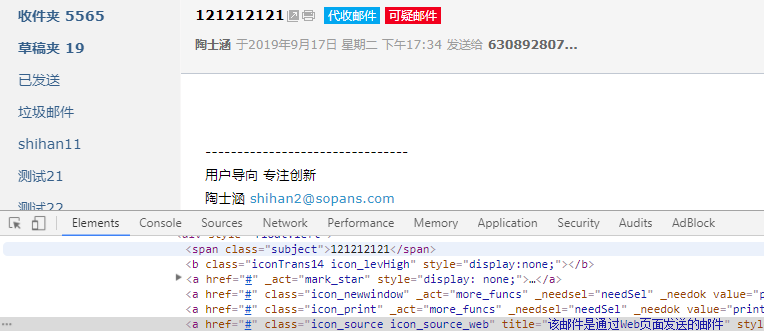 收件夹 5565
草稿夹 19
已发送
垃圾邮件
shihan11
测试21
测试22
121212121 代收邮件 可疑邮件
陶士涵 于2019年9月17日 星期二 下午17:34 发送给 630892807...
-------------------------------
用户导向 专注创新
陶士涵 shihan2@sopans.com
Elements Console Sources Network Performance Memory Application Security Audits AdBlock
<span class="subject">121212121</span>
<b class="iconTrans14 icon_levHigh" style="display:none;"></b>
<a href="#" _act="mark_star" style="display: none;">…</a>
<a href="#" class="icon_newwindow" _act="more_funcs" _needsel="needSel" _needok value="p
<a href="#" class="icon_print" _act="more_funcs" _needsel="needSel" _needok value="print
<a href="#" class="icon_source icon_source_web" title="该邮件是通过Web页面发送的邮件" styl